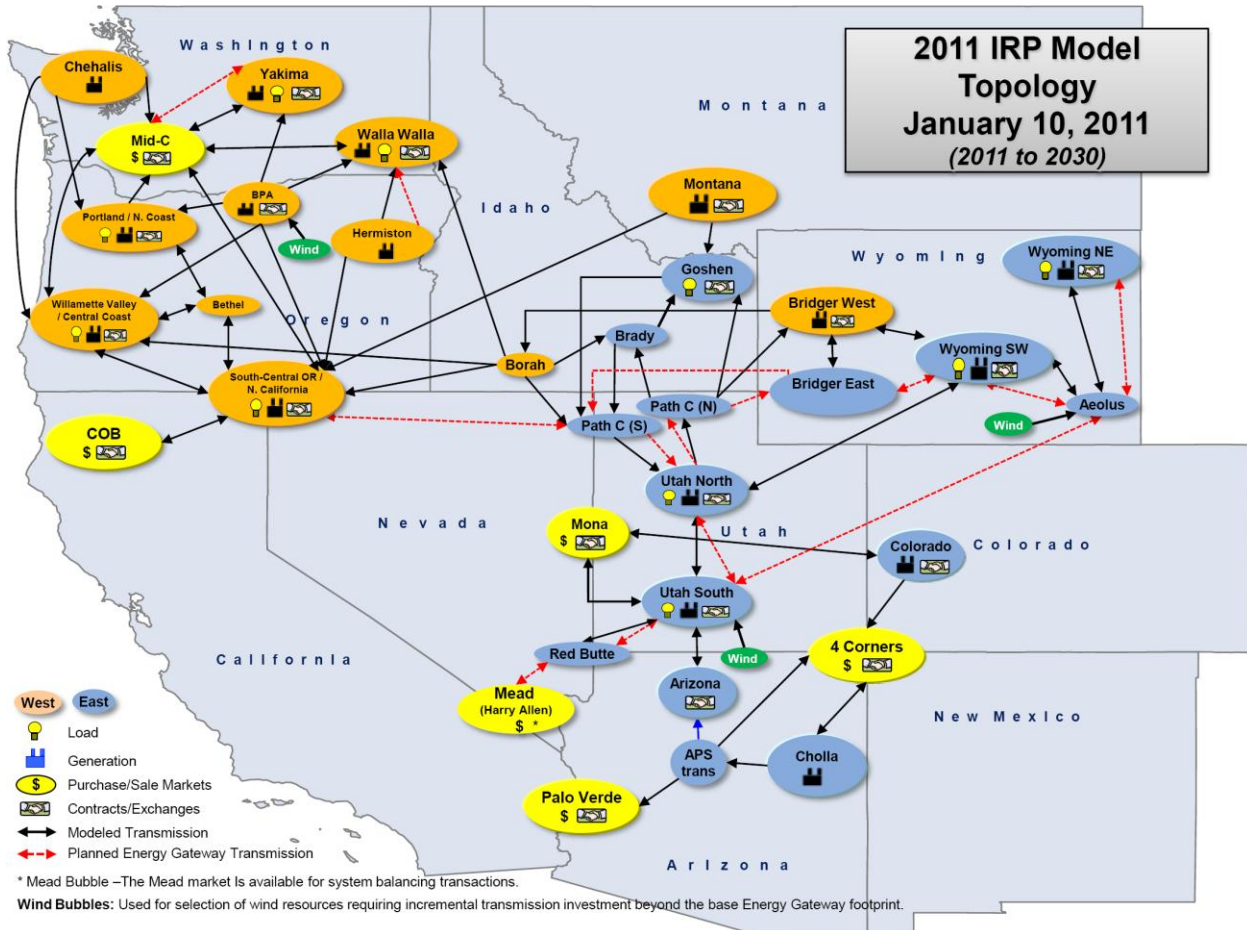 2011 IRP Model
Topology
January 10, 2011
(2011 to 2030)
Washington
Chehalis
Yakima
Montana
Mid-C
$
Walla Walla
BPA
Portland / N. Coast
Wind
Hermiston
Idaho
Montana
Goshen
Wyoming
Wyoming NE
Willamette Valley
/ Central Coast
Bethel
Oregon
Bridger West
Brady
Borah
Wyoming SW
Bridger East
South-Central OR /
N. California
Path C (N)
Path C (S)
Aeolus
Wind
COB
$
Utah North
Nevada
Mona
$
Utah
Colorado
Colorado
Utah South
Red Butte
Wind
4 Corners
$
California
Mead
(Harry Allen)
$ *
Arizona
New Mexico
APS
trans
Cholla
Palo Verde
$
Arizona
West
East
Load
Generation
$
Purchase/Sale Markets
Contracts/Exchanges
Modeled Transmission
Planned Energy Gateway Transmission
* Mead Bubble –The Mead market Is available for system balancing transactions.
Wind Bubbles: Used for selection of wind resources requiring incremental transmission investment beyond the base Energy Gateway footprint.